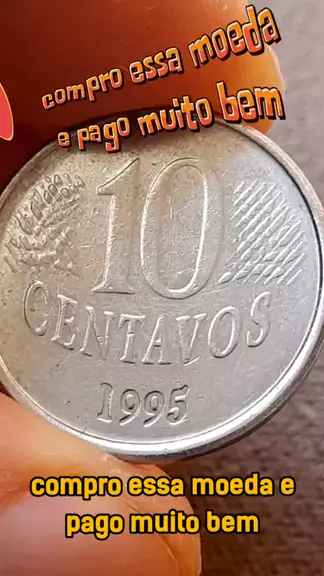 compro essa moeda
e pago muito bem
10
CENTAVOS
1995
compro essa moeda e
pago muito bem